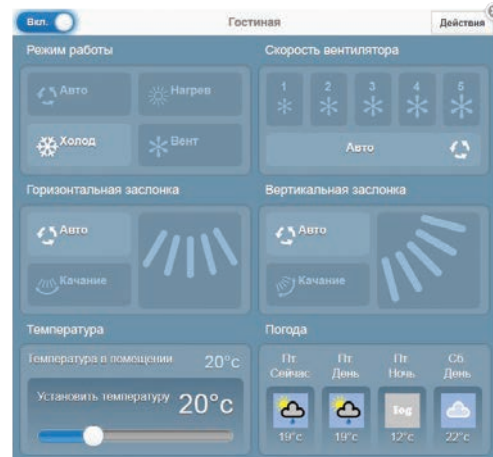 Вкл.
Гостиная
Действия
Режим работы
Скорость вентилятора
Авто
Нагрев
Холод
Вент
1 2 3 4 5
Авто
Горизонтальная заслонка
Вертикальная заслонка
Авто
Качание
Авто
Качание
Температура
Погода
Температура в помещении 20°c
Установить температуру 20°c
Пт. Сейчас
Пт. День
Пт. Ночь
Сб. День
fog
19°c 19°c 12°c 22°c